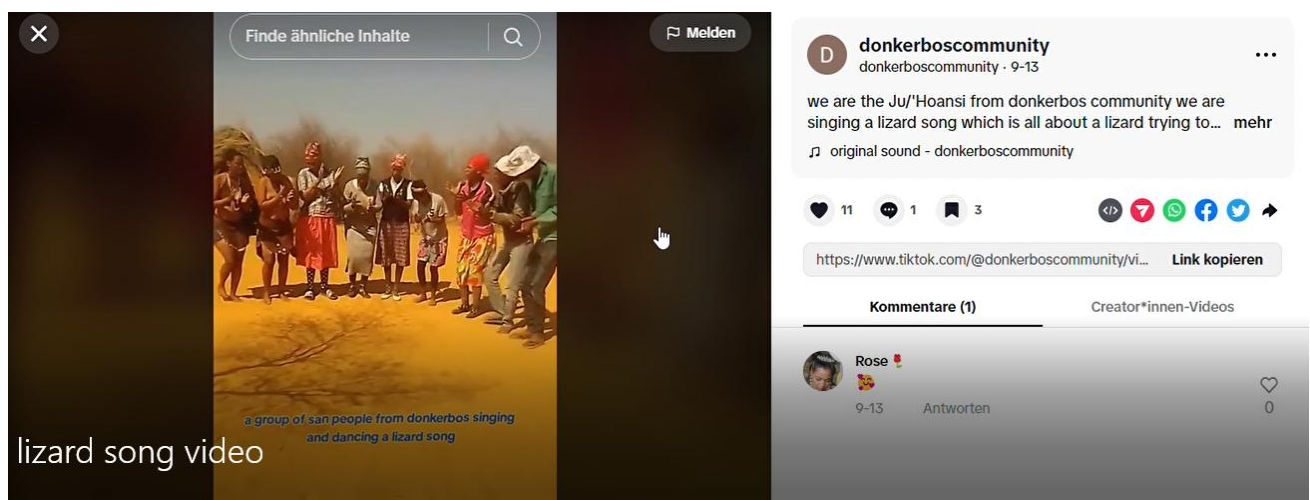 Finde ähnliche Inhalte
Melden
a group of san people from donkerbos singing
and dancing a lizard song
lizard song video
D
donkerboscommunity
donkerboscommunity · 9-13
we are the Ju/'Hoansi from donkerbos community we are
singing a lizard song which is all about a lizard trying to... mehr
original sound - donkerboscommunity
11
1
3
https://www.tiktok.com/@donkerboscommunity/vi...
Link kopieren
Kommentare (1)
Creator*innen-Videos
Rose🌹
🥰
9-13 Antworten
0